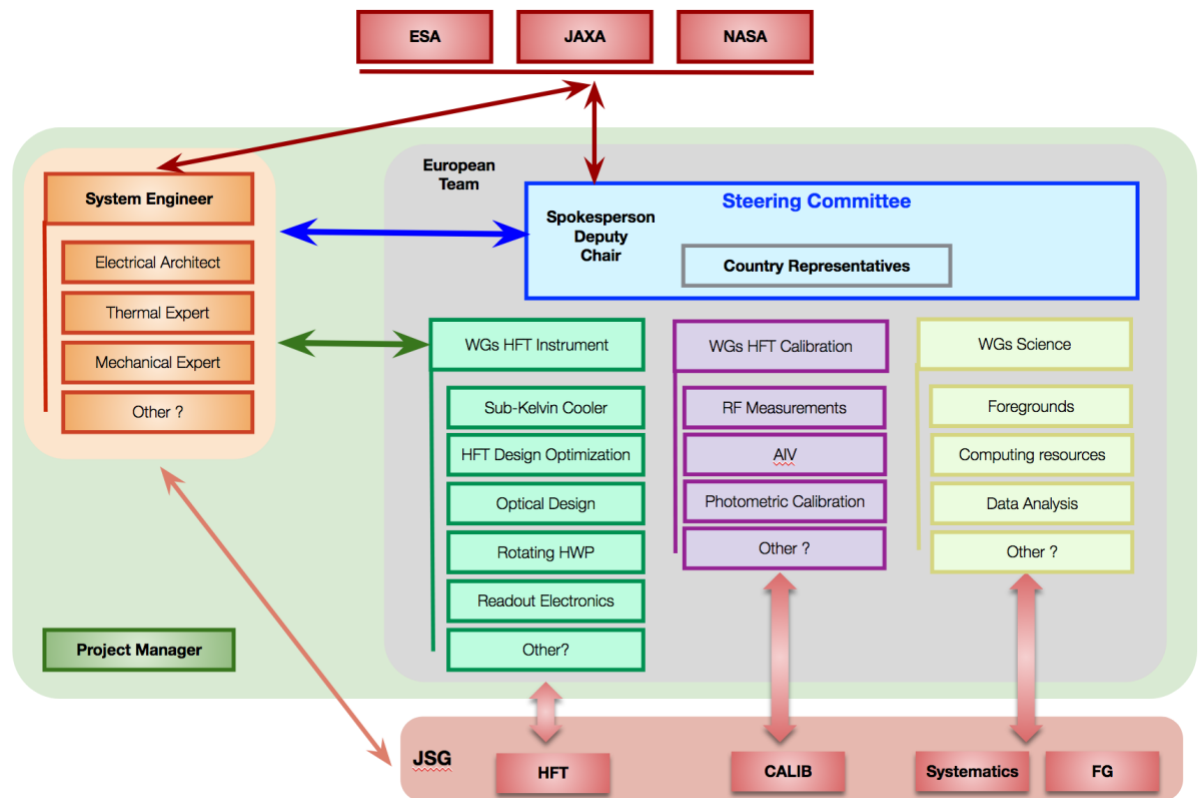 ESA
JAXA
NASA
European
Team
System Engineer
Electrical Architect
Thermal Expert
Mechanical Expert
Other ?
Steering Committee
Spokesperson
Deputy
Chair
Country Representatives
WGs HFT Instrument
Sub-Kelvin Cooler
HFT Design Optimization
Optical Design
Rotating HWP
Readout Electronics
Other?
WGs HFT Calibration
RF Measurements
AIV
Photometric Calibration
Other ?
WGs Science
Foregrounds
Computing resources
Data Analysis
Other ?
Project Manager
JSG
HFT
CALIB
Systematics
FG